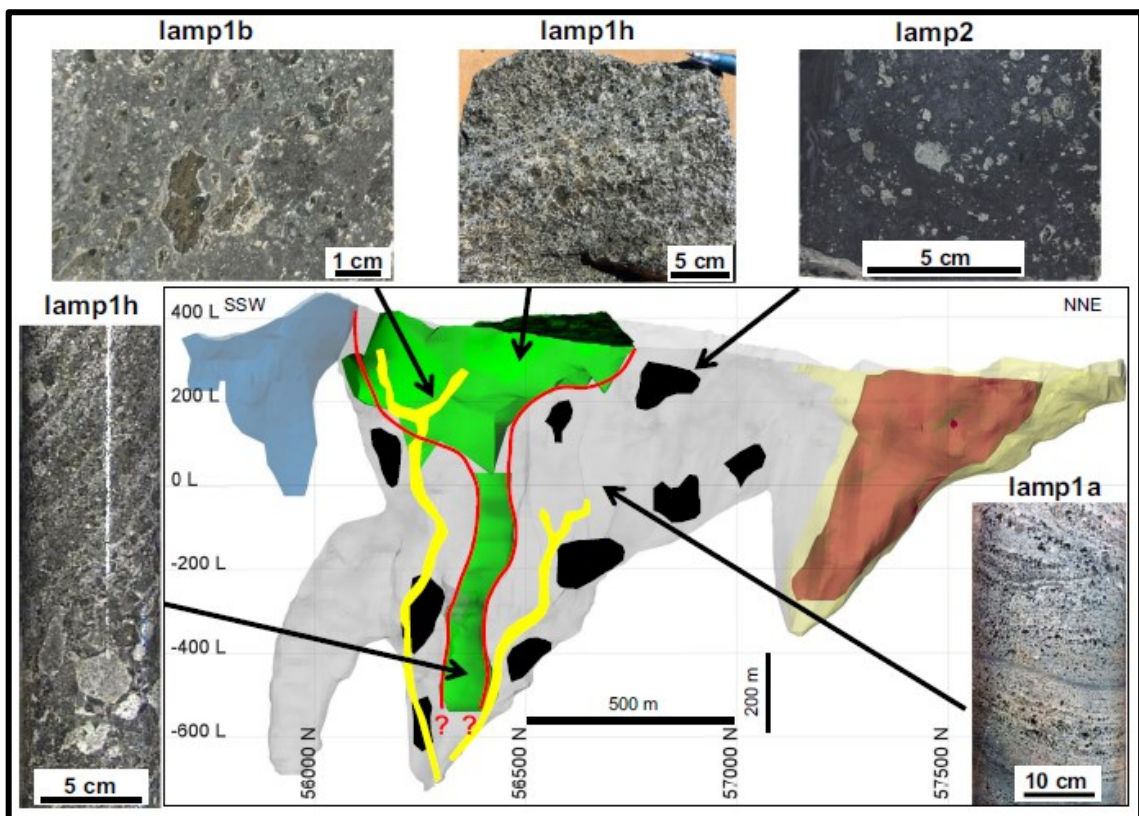 lamp1b
lamp1h
lamp2
1 cm
5 cm
5 cm
lamp1h
400 L
SSW
NNE
200 L
0 L
lamp1a
-200 L
-400 L
500 m
200 m
? ?
-600 L
5 cm
56000 N
56500 N
57000 N
57500 N
10 cm